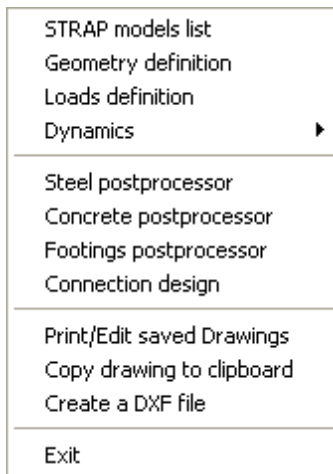 STRAP models list
Geometry definition
Loads definition
Dynamics
Steel postprocessor
Concrete postprocessor
Footings postprocessor
Connection design
Print/Edit saved Drawings
Copy drawing to clipboard
Create a DXF file
Exit